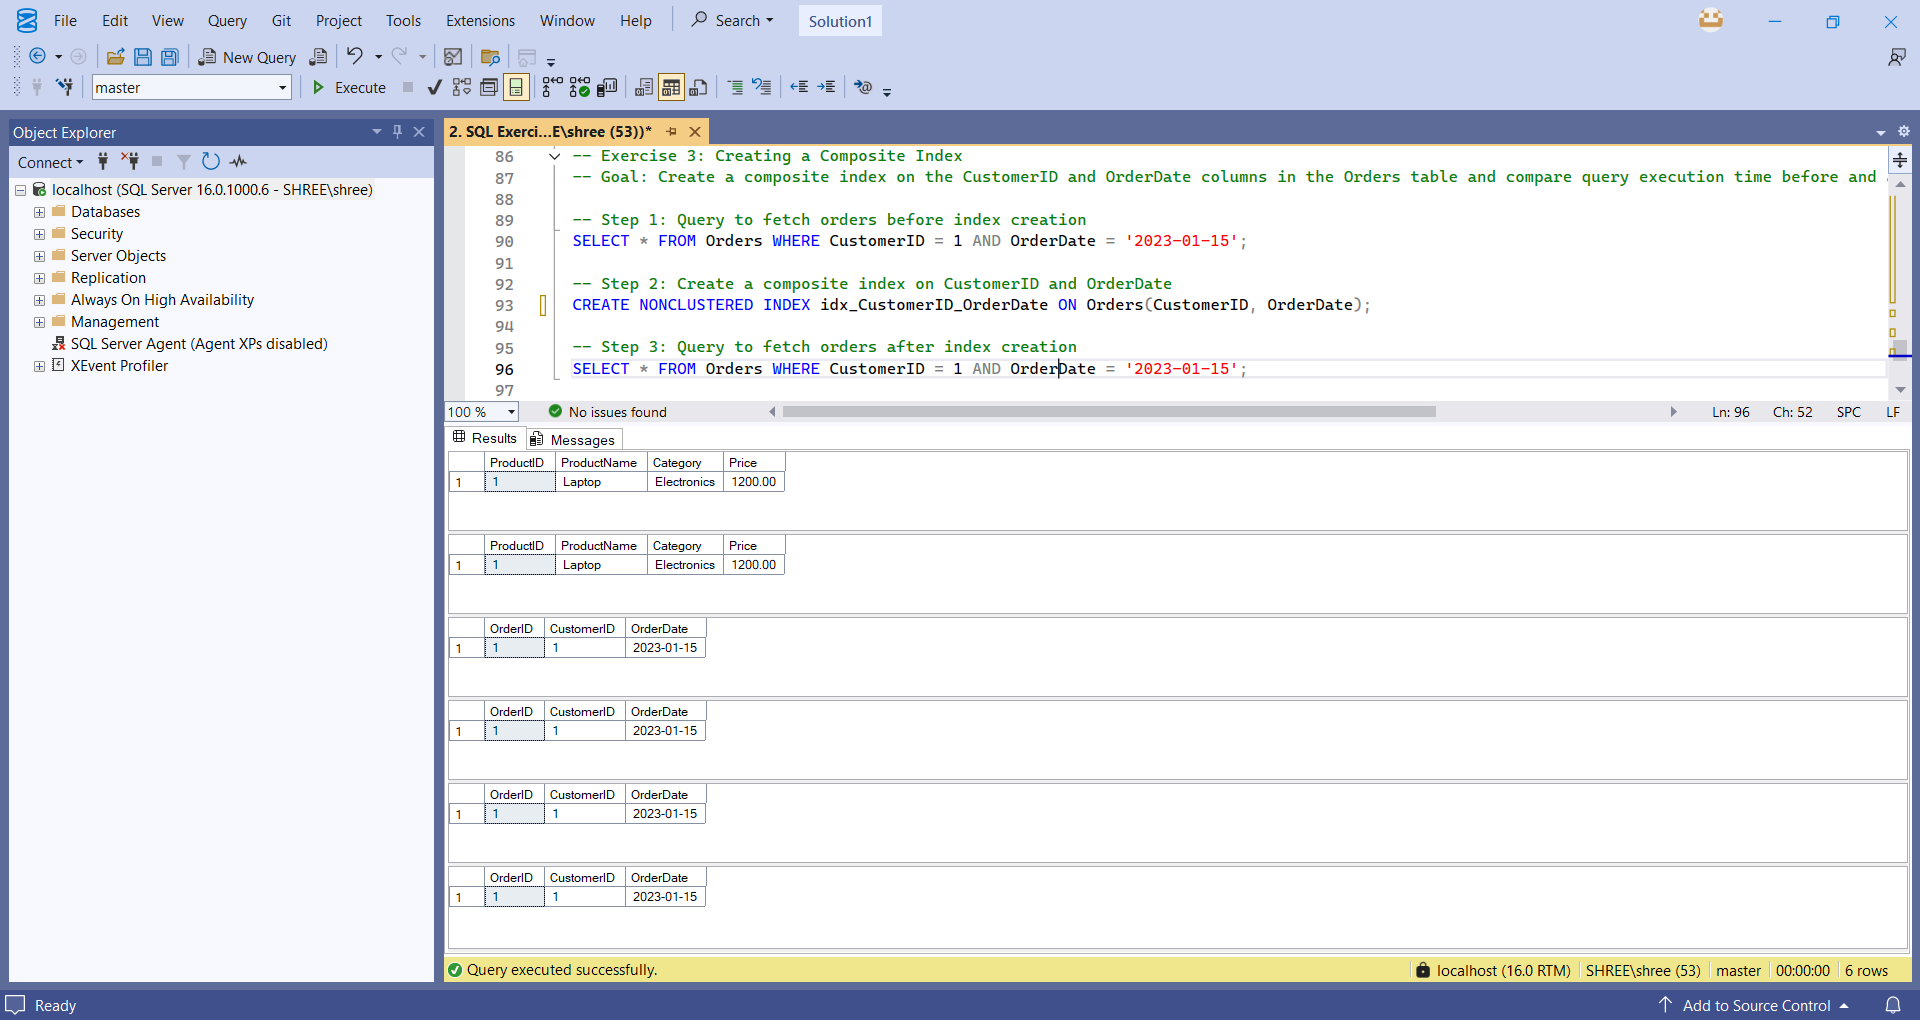 File Edit View Query Git Project Tools Extensions Window Help Search Solution1
New Query
master Execute
Object Explorer
Connect
localhost (SQL Server 16.0.1000.6 - SHREE\shree)
Databases
Security
Server Objects
Replication
Always On High Availability
Management
SQL Server Agent (Agent XPs disabled)
XEvent Profiler
2. SQL Exerci...E\shree (53))*
86 -- Exercise 3: Creating a Composite Index
87 -- Goal: Create a composite index on the CustomerID and OrderDate columns in the Orders table and compare query execution time before and
88
89 -- Step 1: Query to fetch orders before index creation
90 SELECT * FROM Orders WHERE CustomerID = 1 AND OrderDate = '2023-01-15';
91
92 -- Step 2: Create a composite index on CustomerID and OrderDate
93 CREATE NONCLUSTERED INDEX idx_CustomerID_OrderDate ON Orders(CustomerID, OrderDate);
94
95 -- Step 3: Query to fetch orders after index creation
96 SELECT * FROM Orders WHERE CustomerID = 1 AND OrderDate = '2023-01-15';
97
100 % No issues found Ln: 96 Ch: 52 SPC LF
Results Messages
ProductID ProductName Category Price
1 1 Laptop Electronics 1200.00
ProductID ProductName Category Price
1 1 Laptop Electronics 1200.00
OrderID CustomerID OrderDate
1 1 1 2023-01-15
OrderID CustomerID OrderDate
1 1 1 2023-01-15
OrderID CustomerID OrderDate
1 1 1 2023-01-15
OrderID CustomerID OrderDate
1 1 1 2023-01-15
Query executed successfully. localhost (16.0 RTM) SHREE\shree (53) master 00:00:00 6 rows
Ready Add to Source Control